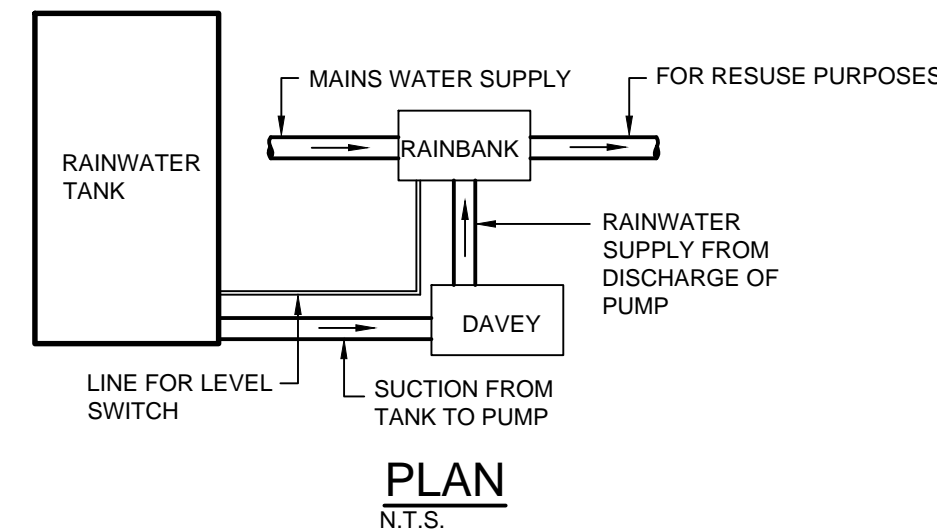 MAINS WATER SUPPLY
FOR RESUSE PURPOSES
RAINWATER
TANK
RAINBANK
RAINWATER
SUPPLY FROM
DISCHARGE OF
PUMP
DAVEY
LINE FOR LEVEL
SWITCH
SUCTION FROM
TANK TO PUMP
PLAN
N.T.S.